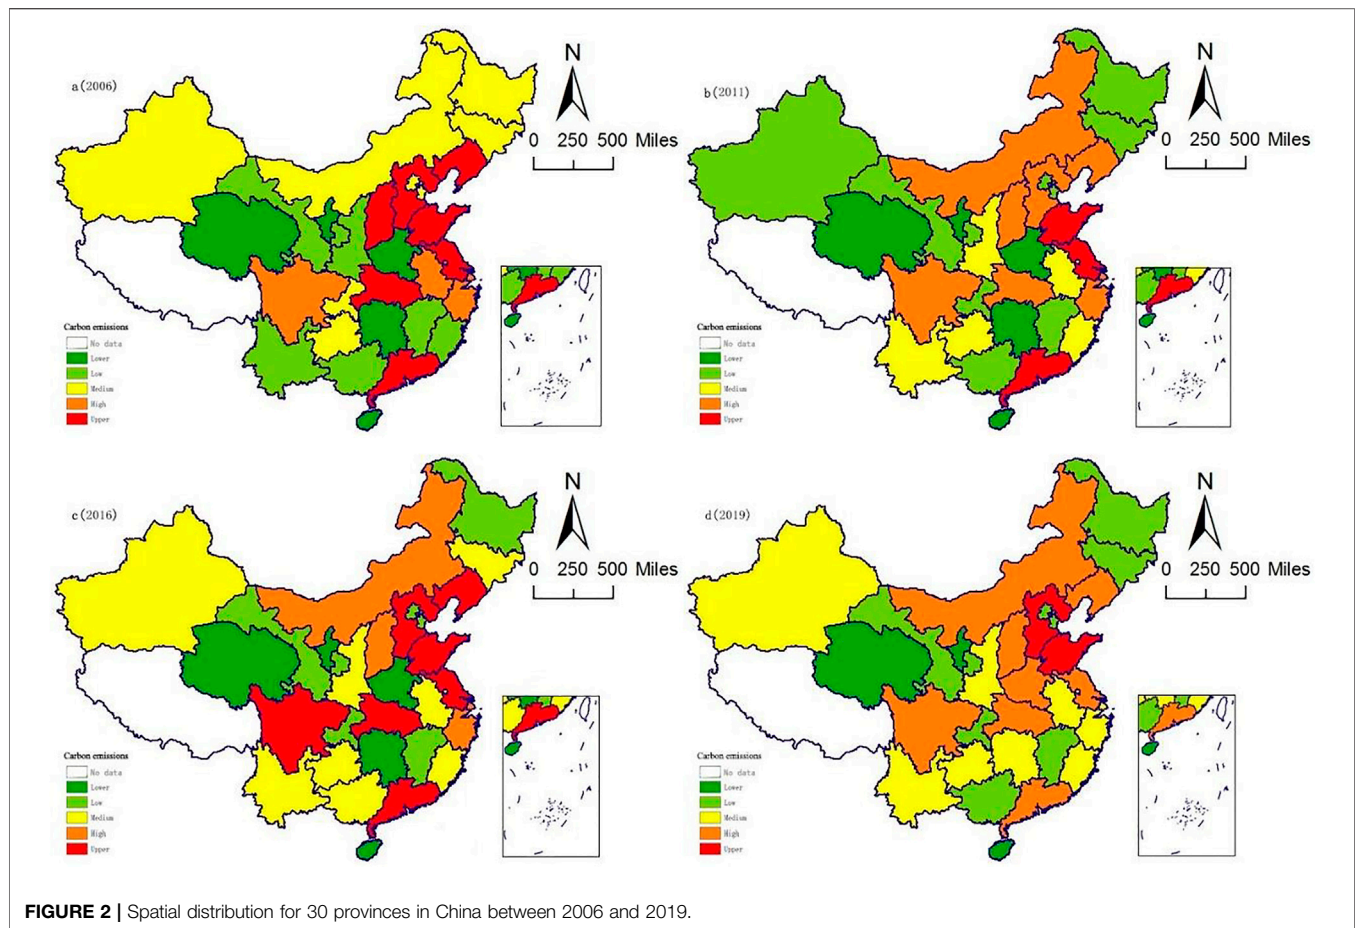 a(2006)
N
0 250 500 Miles
Carbon emissions
No data
Lower
Low
Medium
High
Upper
b(2011)
N
0 250 500 Miles
Carbon emissions
No data
Lower
Low
Medium
High
Upper
c(2016)
N
0 250 500 Miles
Carbon emissions
No data
Lower
Low
Medium
High
Upper
d(2019)
N
0 250 500 Miles
Carbon emissions
No data
Lower
Low
Medium
High
Upper
FIGURE 2 | Spatial distribution for 30 provinces in China between 2006 and 2019.